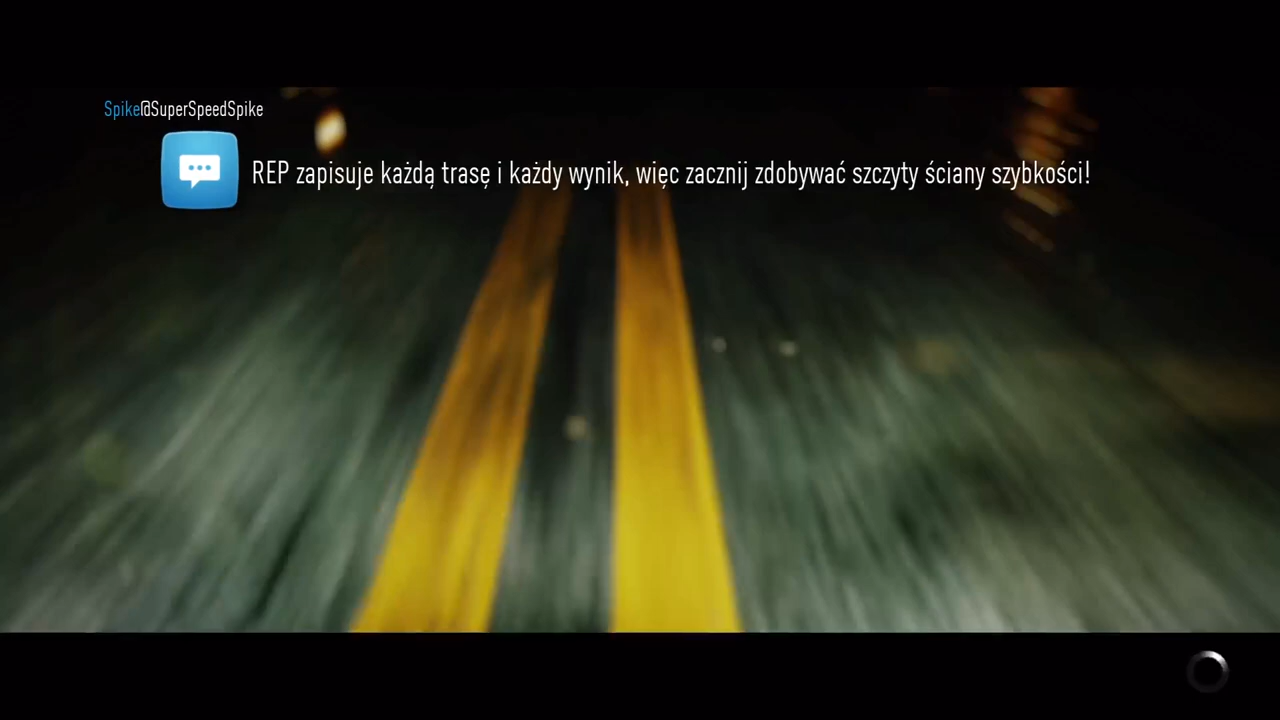 Spike@SuperSpeedSpike
REP zapisuje każdą trasę i każdy wynik, więc zacznij zdobywać szczyty ściany szybkości!